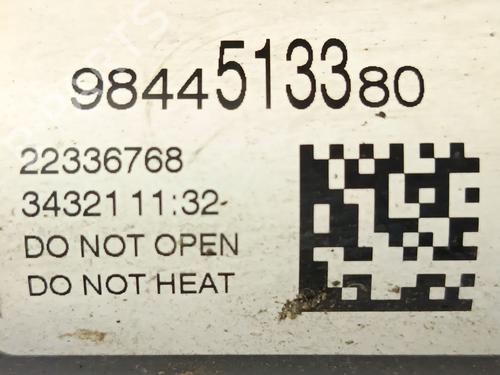 9844513380
22336768
34321 11:32
DO NOT OPEN
DO NOT HEAT